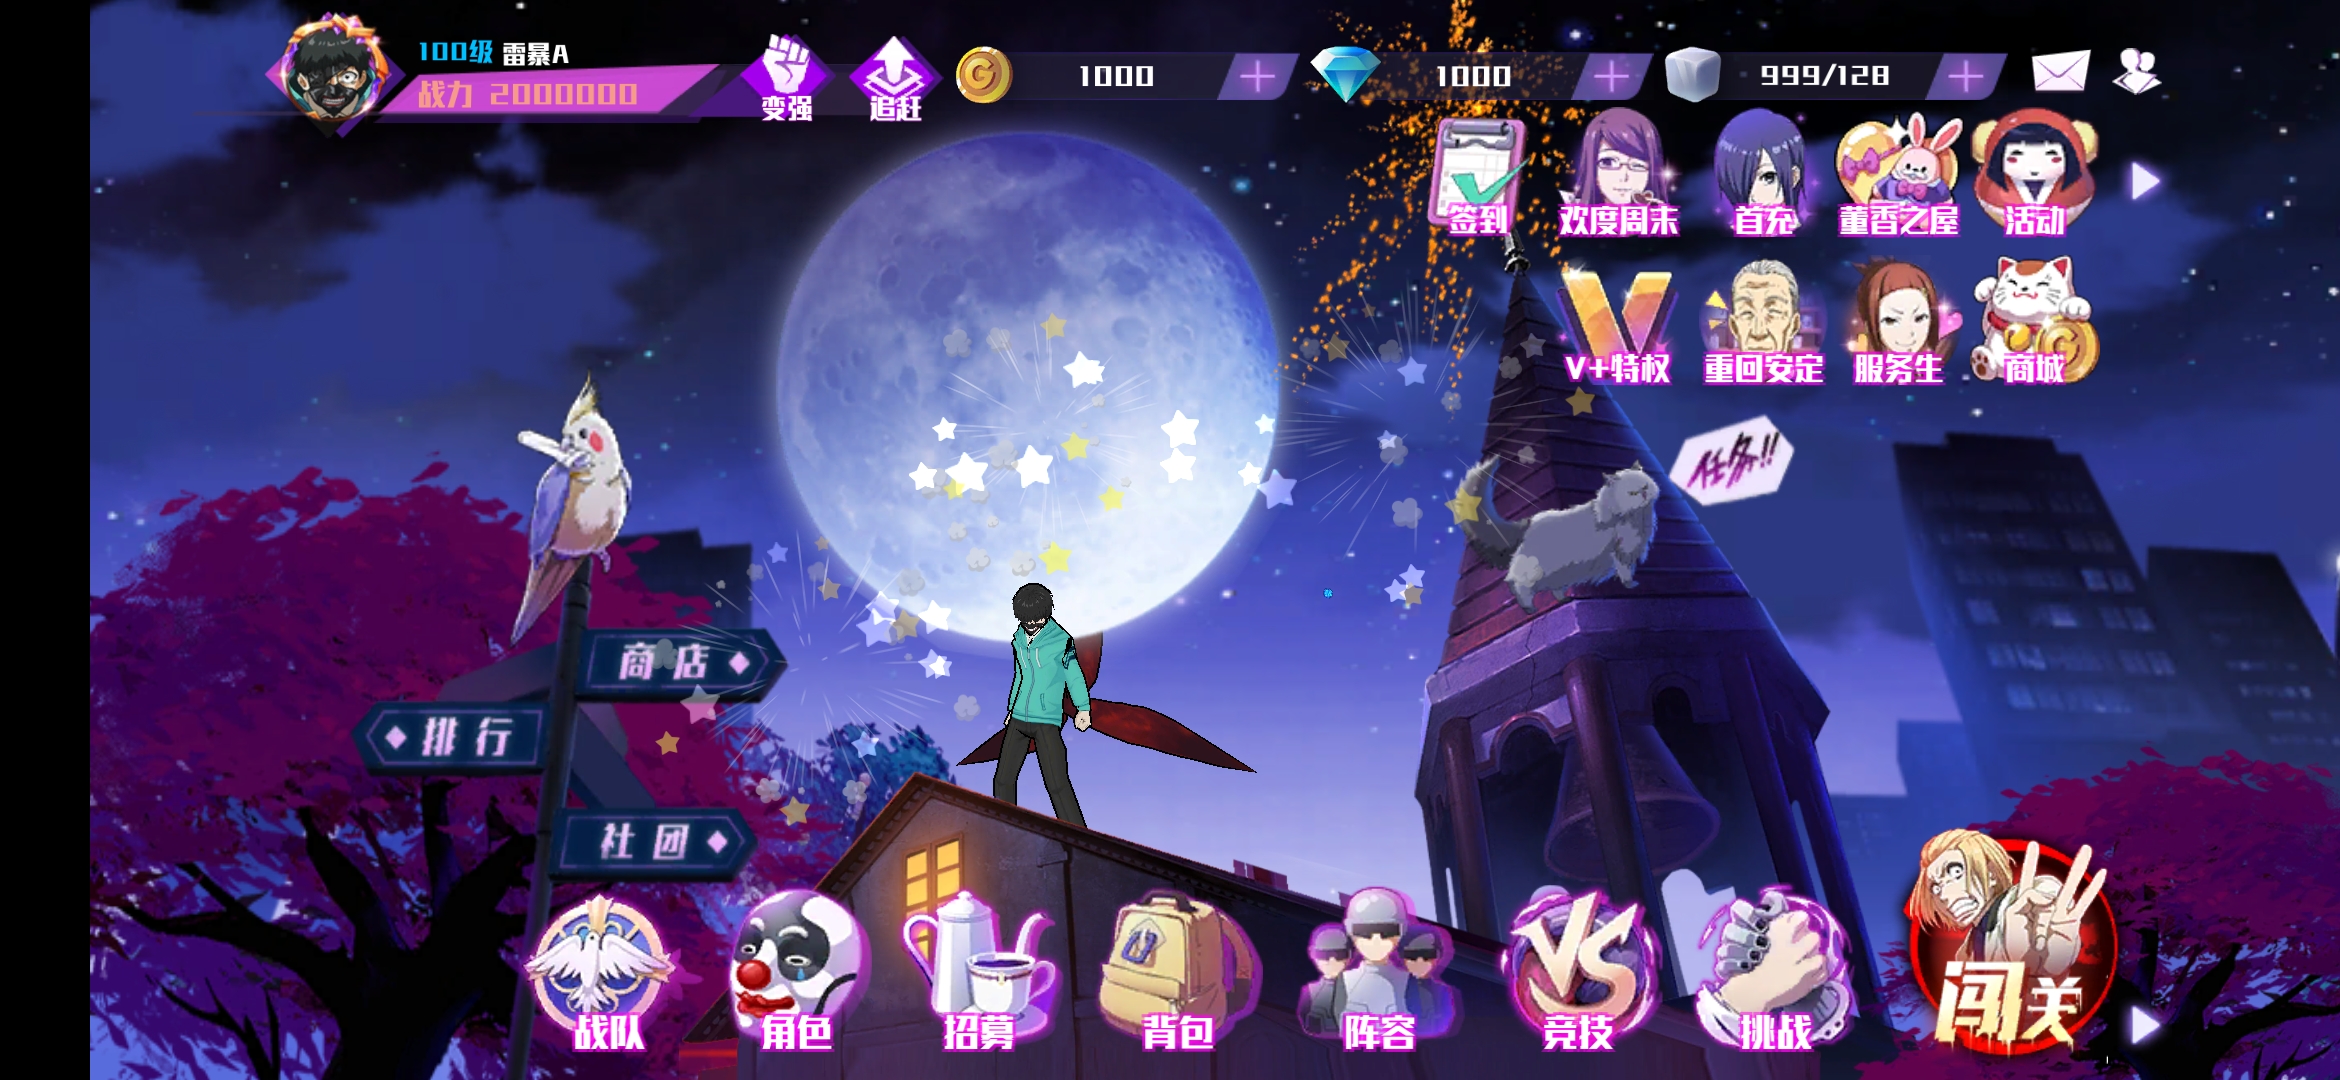 100级 雷暴A
战力 2000000
变强
追赶
1000
1000
999/128
签到
欢度周末
首充
董香之屋
活动
V+特权
重回安定
服务生
商城
任务!!
商店
排行
社团
战队
角色
招募
背包
阵容
VS
竞技
挑战
闯关